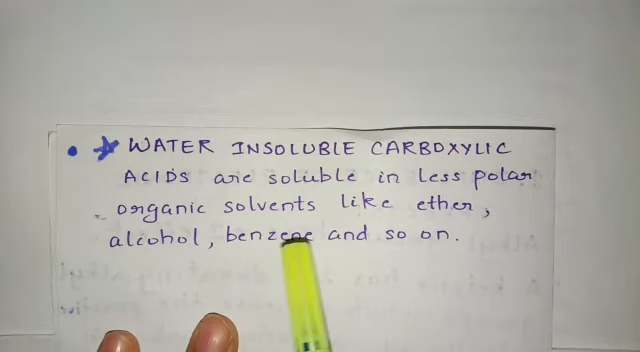 WATER INSOLUBLE CARBOXYLIC
ACIDS are soluble in less polar
organic solvents like ether,
alcohol, benzene and so on.